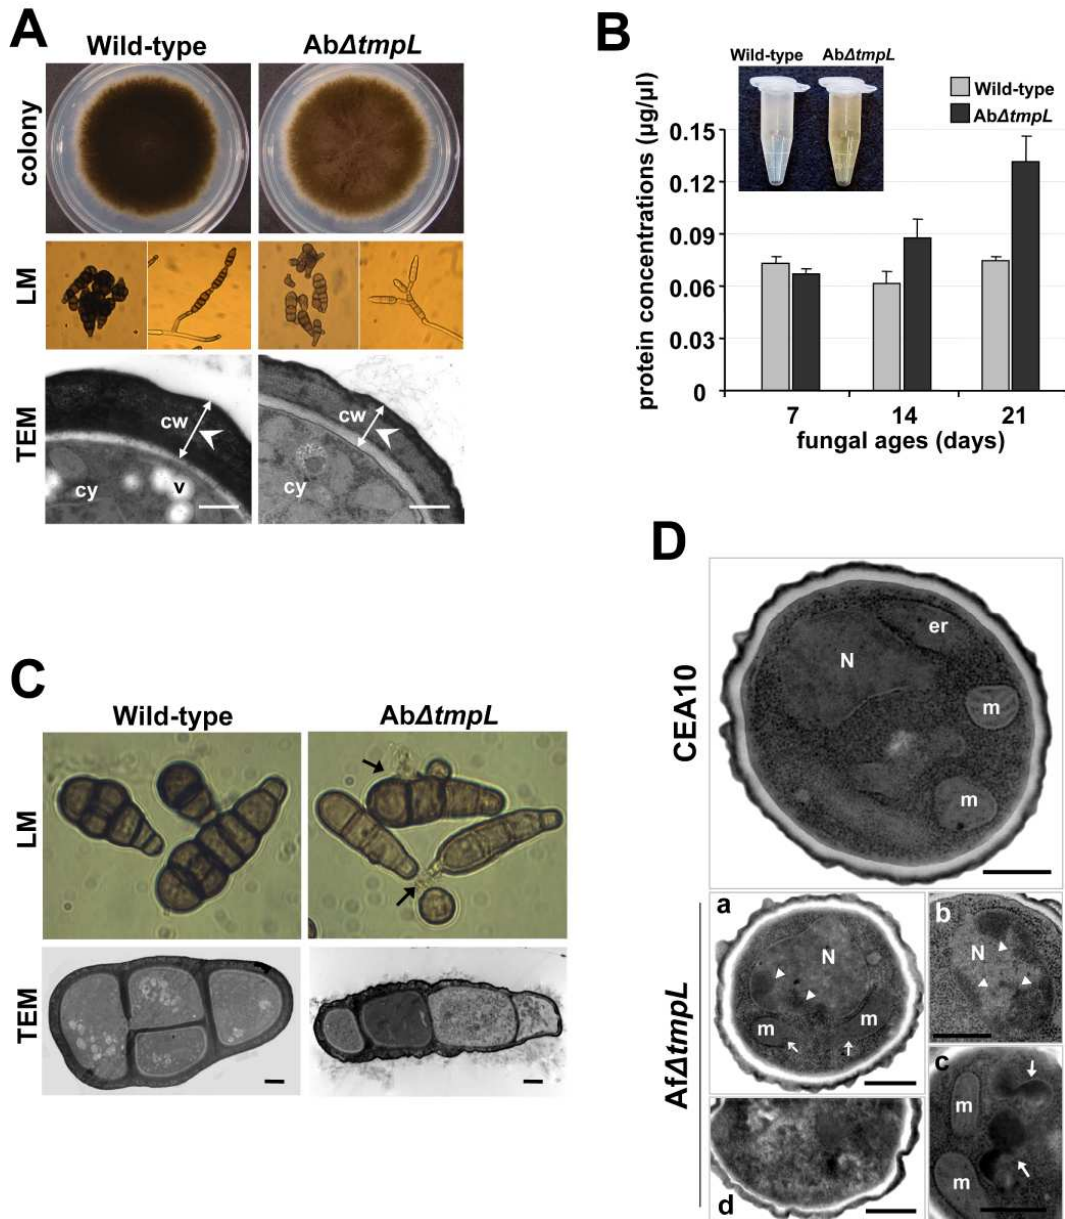 A
Wild-type
AbΔtmpL
colony
LM
TEM
cw
cy
v
cw
cy
B
Wild-type
AbΔtmpL
Wild-type
AbΔtmpL
protein concentrations (µg/µl)
0.15
0.12
0.09
0.06
0.03
0
7
14
21
fungal ages (days)
C
Wild-type
AbΔtmpL
LM
TEM
D
CEA10
er
N
m
m
AfΔtmpL
a
N
m
m
b
N
c
m
m
d